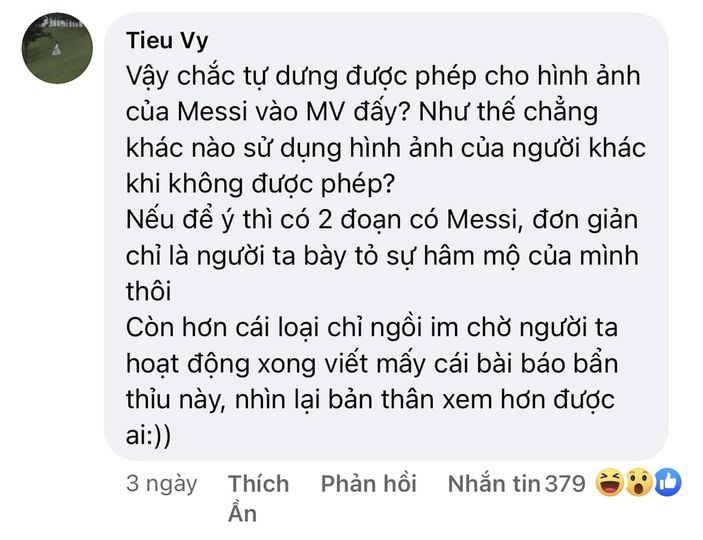 Tieu Vy
Vậy chắc tự dưng được phép cho hình ảnh
của Messi vào MV đấy? Như thế chẳng
khác nào sử dụng hình ảnh của người khác
khi không được phép?
Nếu để ý thì có 2 đoạn có Messi, đơn giản
chỉ là người ta bày tỏ sự hâm mộ của mình
thôi
Còn hơn cái loại chỉ ngồi im chờ người ta
hoạt động xong viết mấy cái bài báo bẩn
thỉu này, nhìn lại bản thân xem hơn được
ai:))
3 ngày Thích Phản hồi Nhắn tin 379
Ẩn